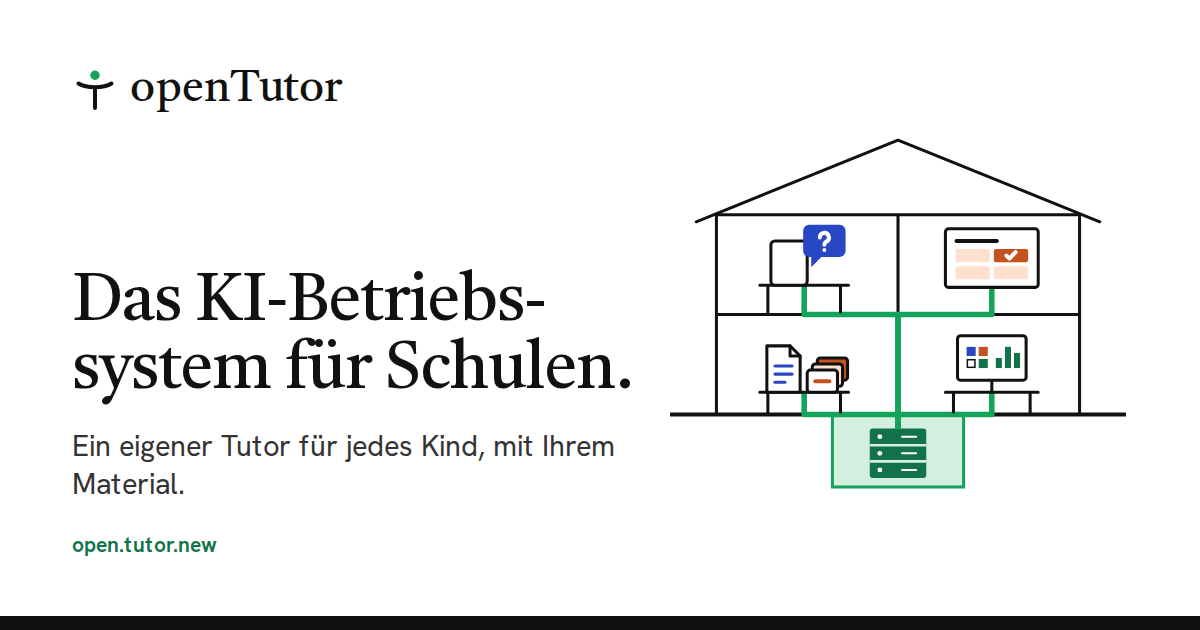 openTutor
Das KI-Betriebs-
system für Schulen.
Ein eigener Tutor für jedes Kind, mit Ihrem
Material.
open.tutor.new
?